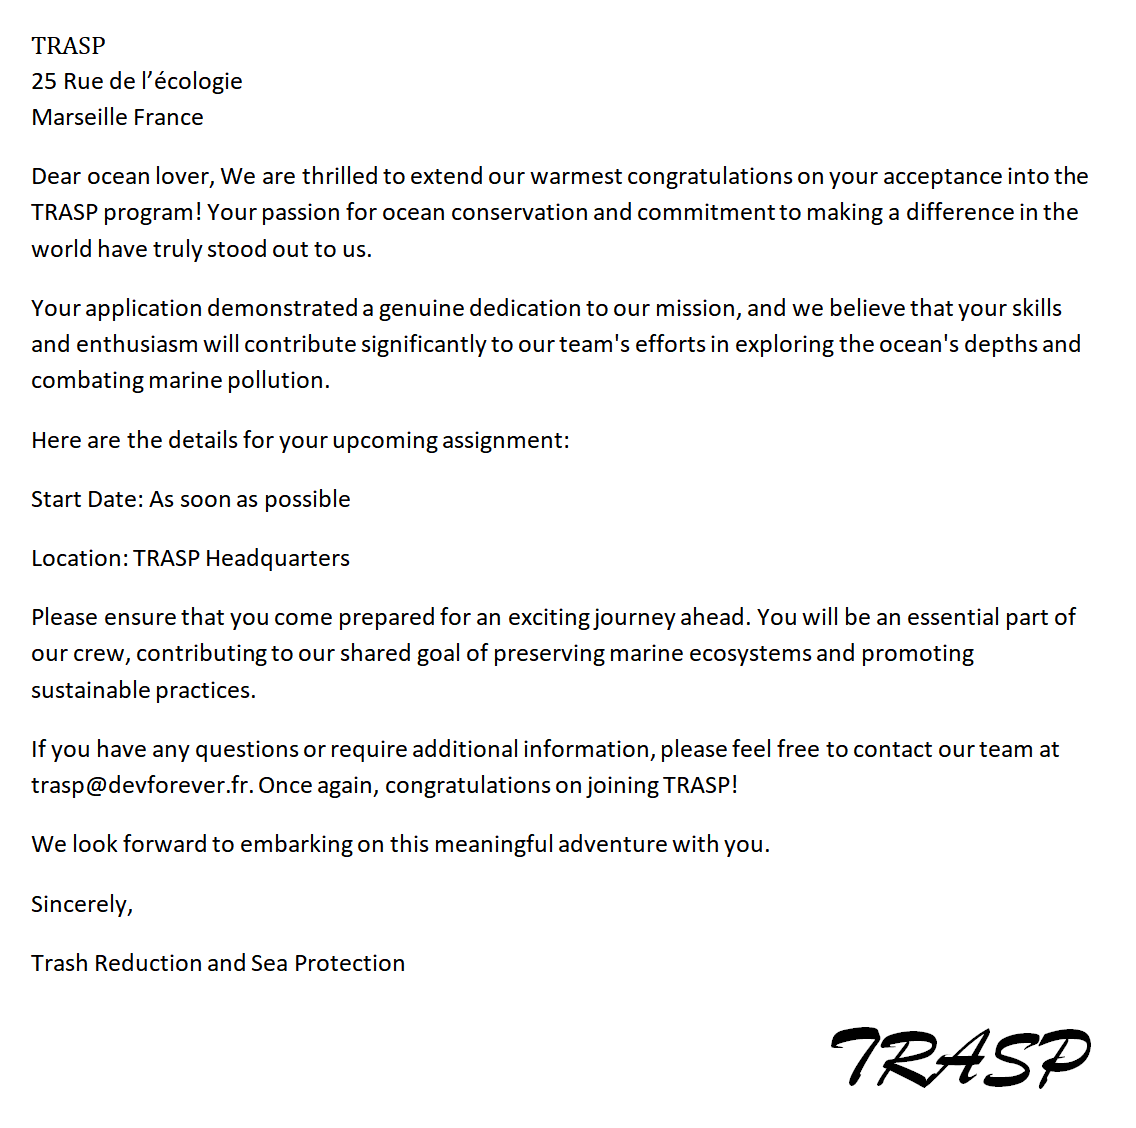 TRASP
25 Rue de l’écologie
Marseille France
Dear ocean lover, We are thrilled to extend our warmest congratulations on your acceptance into the
TRASP program! Your passion for ocean conservation and commitment to making a difference in the
world have truly stood out to us.
Your application demonstrated a genuine dedication to our mission, and we believe that your skills
and enthusiasm will contribute significantly to our team's efforts in exploring the ocean's depths and
combating marine pollution.
Here are the details for your upcoming assignment:
Start Date: As soon as possible
Location: TRASP Headquarters
Please ensure that you come prepared for an exciting journey ahead. You will be an essential part of
our crew, contributing to our shared goal of preserving marine ecosystems and promoting
sustainable practices.
If you have any questions or require additional information, please feel free to contact our team at
trasp@devforever.fr. Once again, congratulations on joining TRASP!
We look forward to embarking on this meaningful adventure with you.
Sincerely,
Trash Reduction and Sea Protection
TRASP